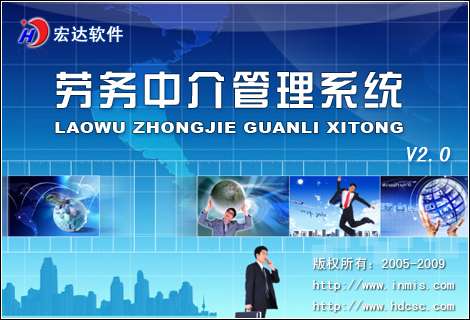 宏达软件
劳务中介管理系统
LAOWU ZHONGJIE GUANLI XITONG
V2.0
版权所有：2005-2009
http://www.inmis.com
http://www.hdcsc.com